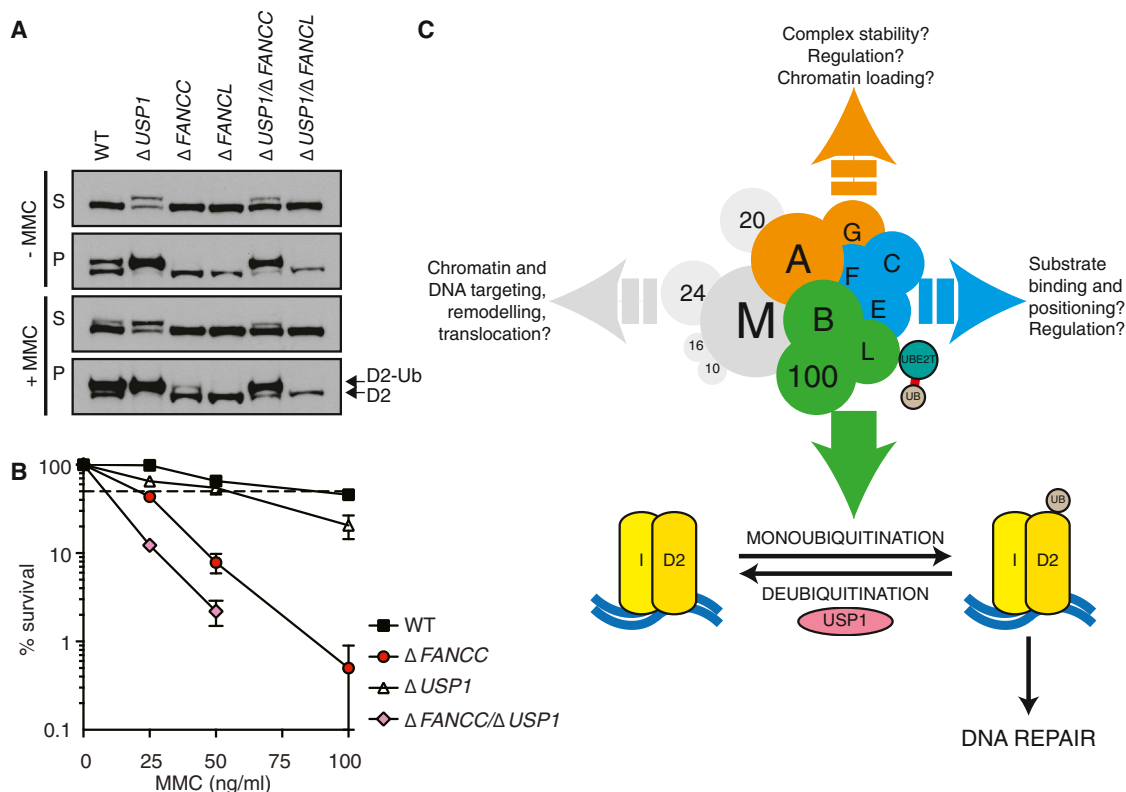 A
WT
ΔUSP1
ΔFANCC
ΔFANCL
ΔUSP1/ΔFANCC
ΔUSP1/ΔFANCL
- MMC
S
P
+ MMC
S
P
D2-Ub
D2
B
% survival
100
10
1
0.1
0
25
50
75
100
MMC (ng/ml)
WT
ΔFANCC
ΔUSP1
ΔFANCC/ΔUSP1
C
Complex stability?
Regulation?
Chromatin loading?
Chromatin and
DNA targeting,
remodelling,
translocation?
Substrate
binding and
positioning?
Regulation?
20
G
A
C
F
24
E
M
B
L
16
10
100
UBE2T
UB
I
D2
MONOUBIQUITINATION
DEUBIQUITINATION
USP1
UB
I
D2
DNA REPAIR